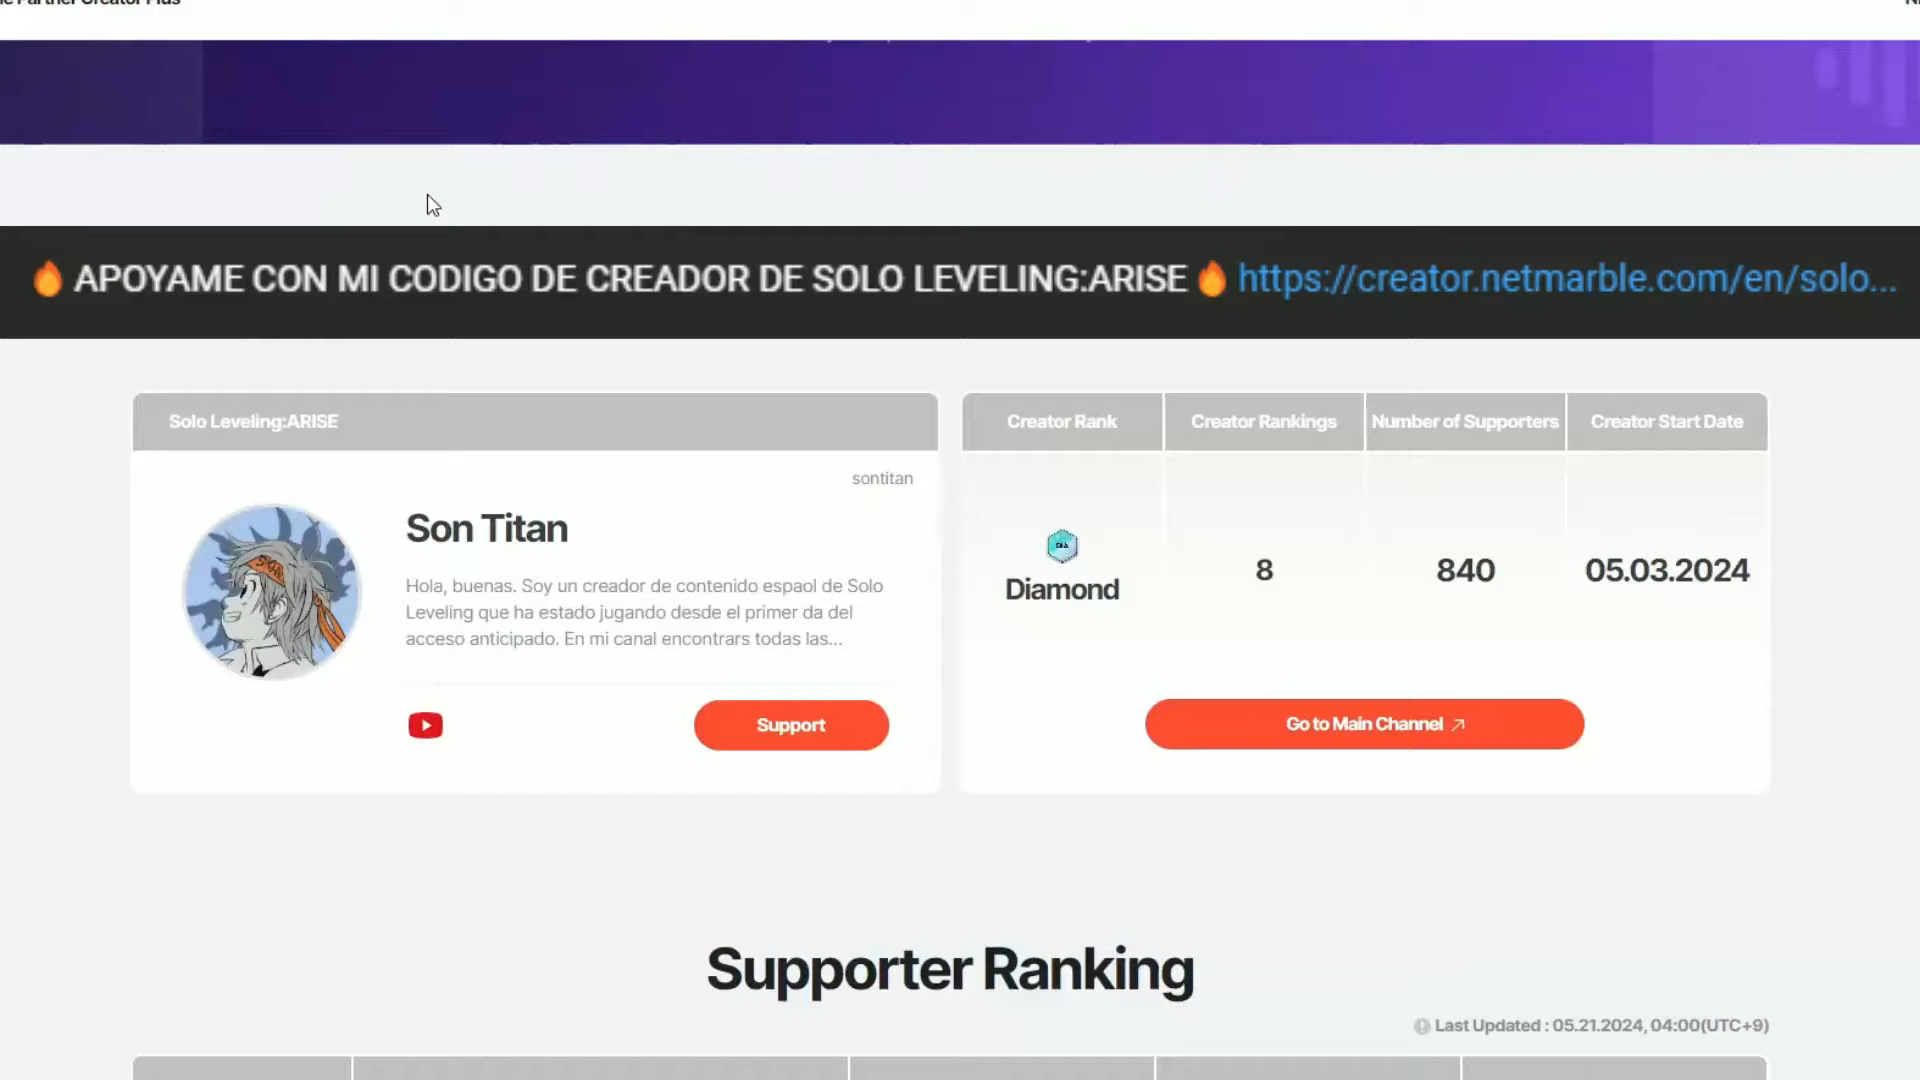 Partner Creator Plus
🔥 APOYAME CON MI CODIGO DE CREADOR DE SOLO LEVELING:ARISE 🔥 https://creator.netmarble.com/en/solo...
Solo Leveling:ARISE
sontitan
Son Titan
Hola, buenas. Soy un creador de contenido espaol de Solo
Leveling que ha estado jugando desde el primer da del
acceso anticipado. En mi canal encontrars todas las...
Support
Creator Rank Creator Rankings Number of Supporters Creator Start Date
DIA
Diamond 8 840 05.03.2024
Go to Main Channel ↗
Supporter Ranking
Last Updated : 05.21.2024, 04:00(UTC+9)